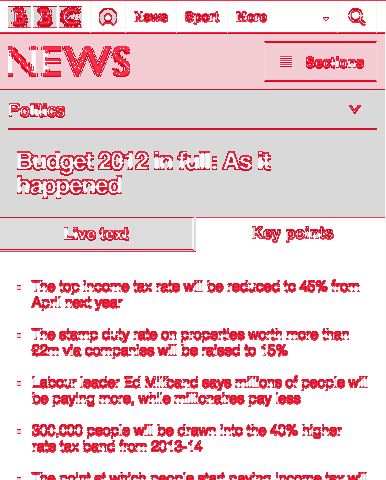 BBC News Sport More
NEWS
Sections
Politics
Budget 2012 in full: As it
happened
Live text
Key points
The top income tax rate will be reduced to 45% from
April next year
The stamp duty rate on properties worth more than
£2m via companies will be raised to 15%
Labour leader Ed Miliband says millions of people will
be paying more, while millionaires pay less
300,000 people will be drawn into the 40% higher
rate tax band from 2013-14
The point at which people start paying income tax will